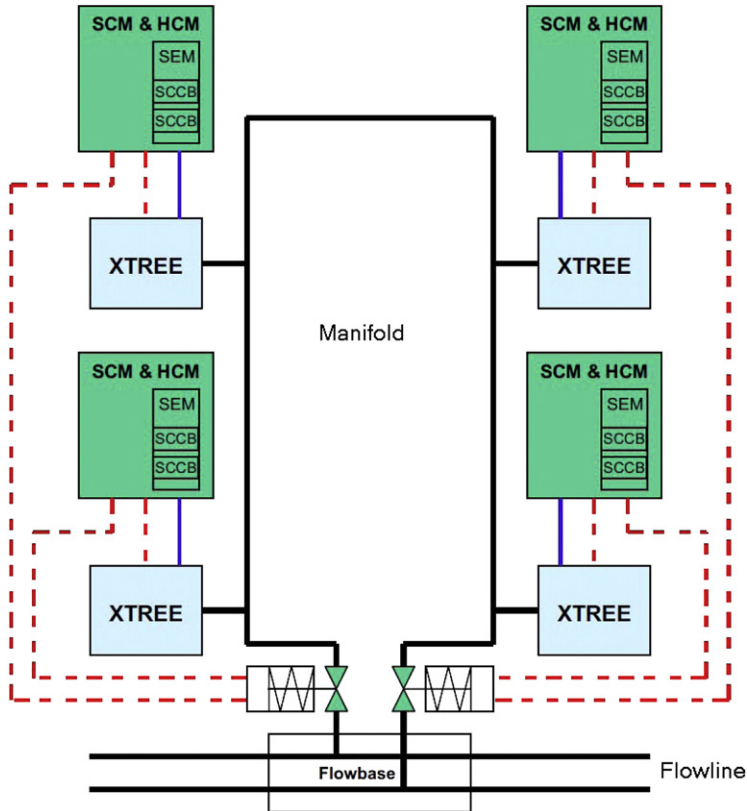 SCM & HCM
SEM
SCCB
SCCB
SCM & HCM
SEM
SCCB
SCCB
XTREE
XTREE
Manifold
SCM & HCM
SEM
SCCB
SCCB
SCM & HCM
SEM
SCCB
SCCB
XTREE
XTREE
Flowbase
Flowline